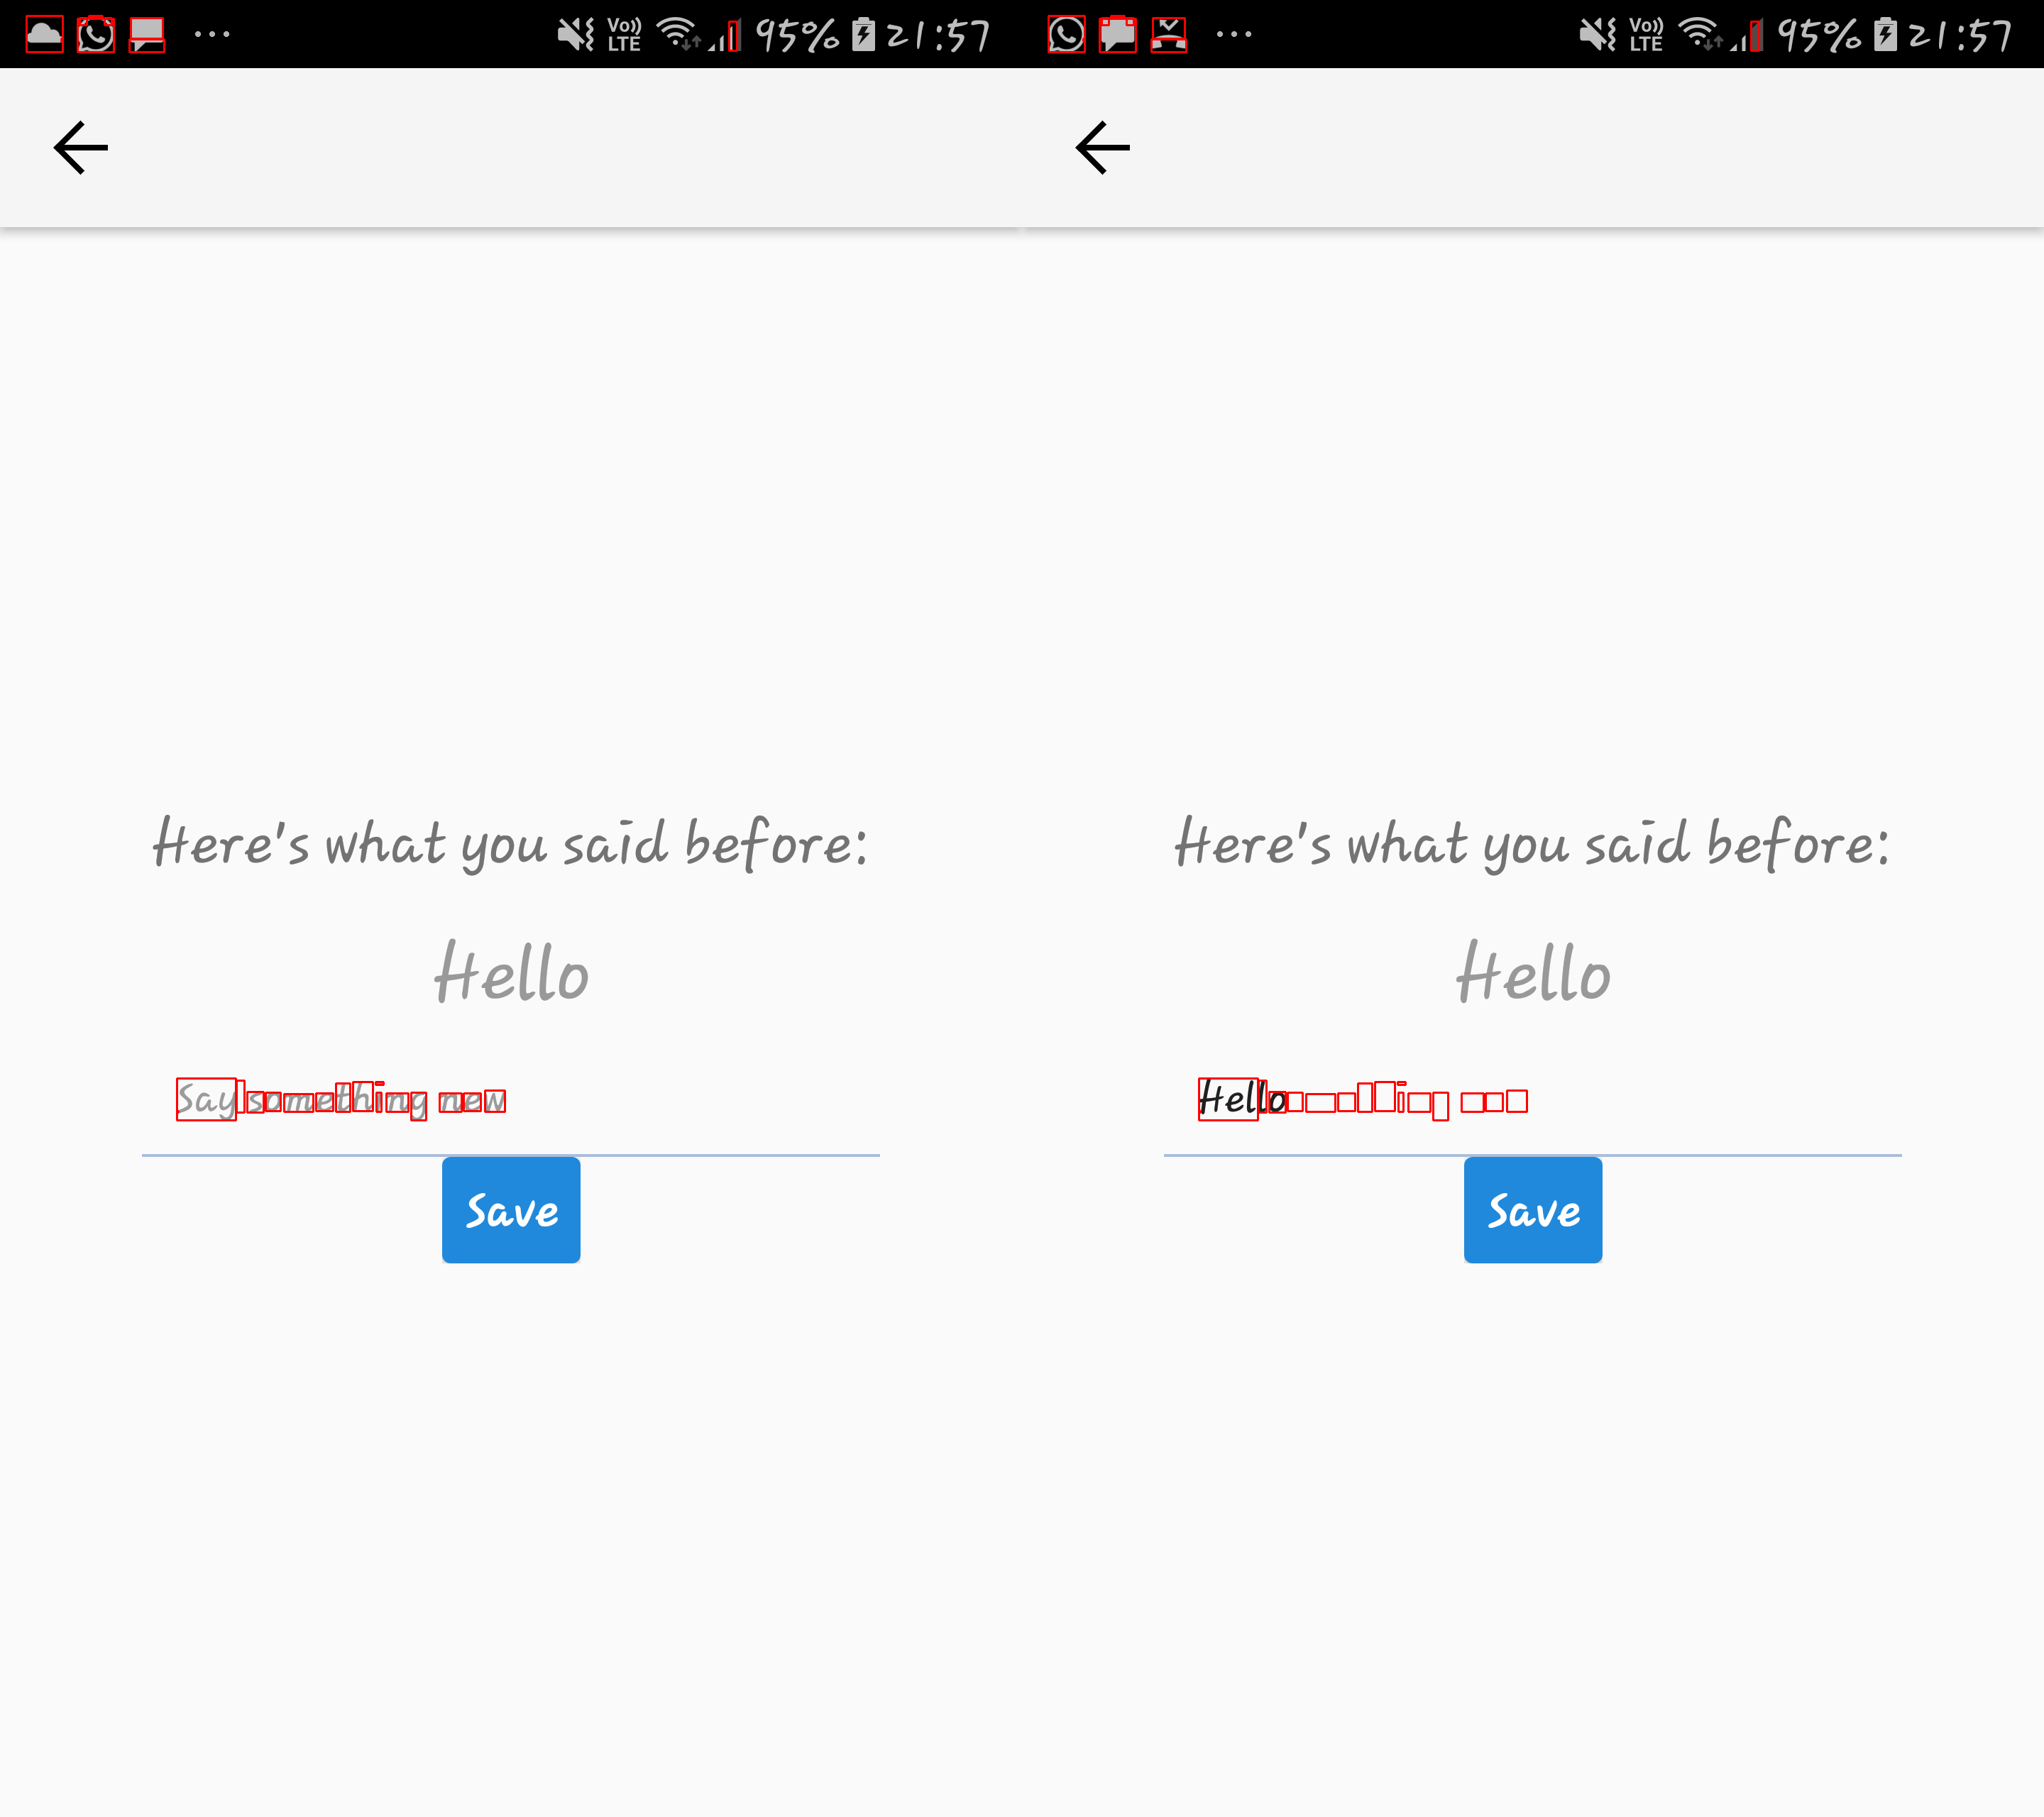 Vo)) LTE 95% 21:57
Here's what you said before:
Hello
Say something new
Save
Vo)) LTE 95% 21:57
Here's what you said before:
Hello
Hello
Save